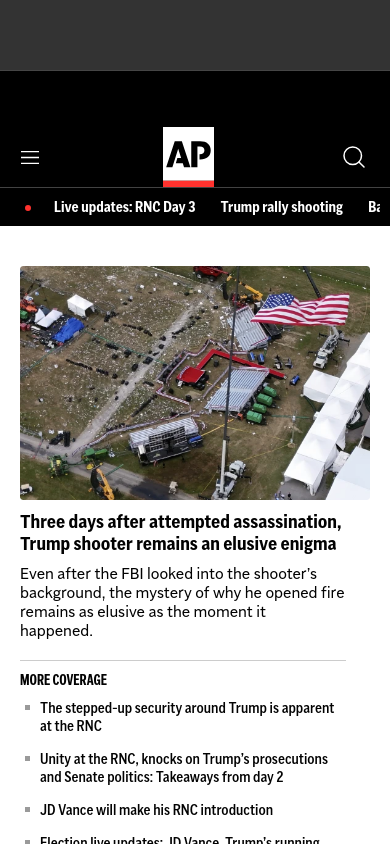 AP
Live updates: RNC Day 3 Trump rally shooting Ba
Three days after attempted assassination,
Trump shooter remains an elusive enigma
Even after the FBI looked into the shooter’s
background, the mystery of why he opened fire
remains as elusive as the moment it
happened.
MORE COVERAGE
The stepped-up security around Trump is apparent
at the RNC
Unity at the RNC, knocks on Trump’s prosecutions
and Senate politics: Takeaways from day 2
JD Vance will make his RNC introduction
Election live updates: JD Vance, Trump’s running